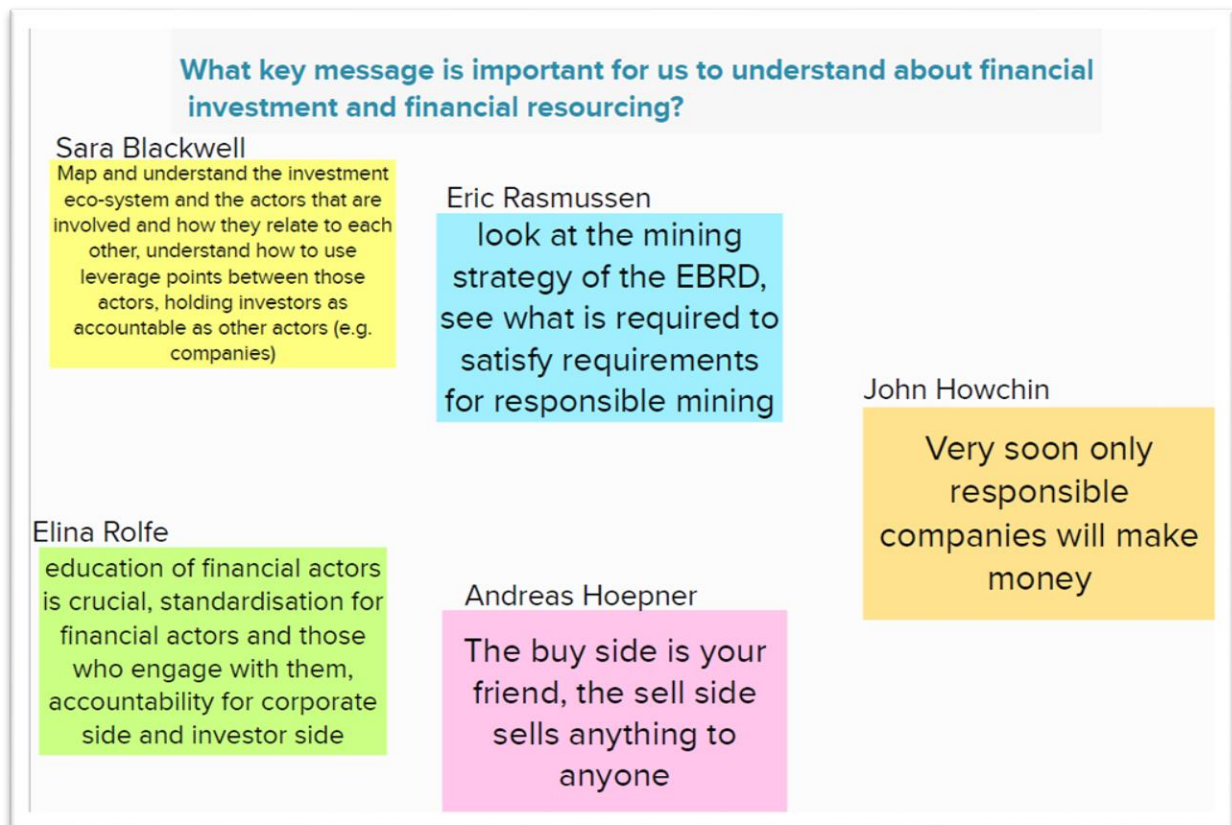 What key message is important for us to understand about financial
investment and financial resourcing?
Sara Blackwell
Map and understand the investment
eco-system and the actors that are
involved and how they relate to each
other, understand how to use
leverage points between those
actors, holding investors as
accountable as other actors (e.g.
companies)
Eric Rasmussen
look at the mining
strategy of the EBRD,
see what is required to
satisfy requirements
for responsible mining
John Howchin
Very soon only
responsible
companies will make
money
Elina Rolfe
education of financial actors
is crucial, standardisation for
financial actors and those
who engage with them,
accountability for corporate
side and investor side
Andreas Hoepner
The buy side is your
friend, the sell side
sells anything to
anyone